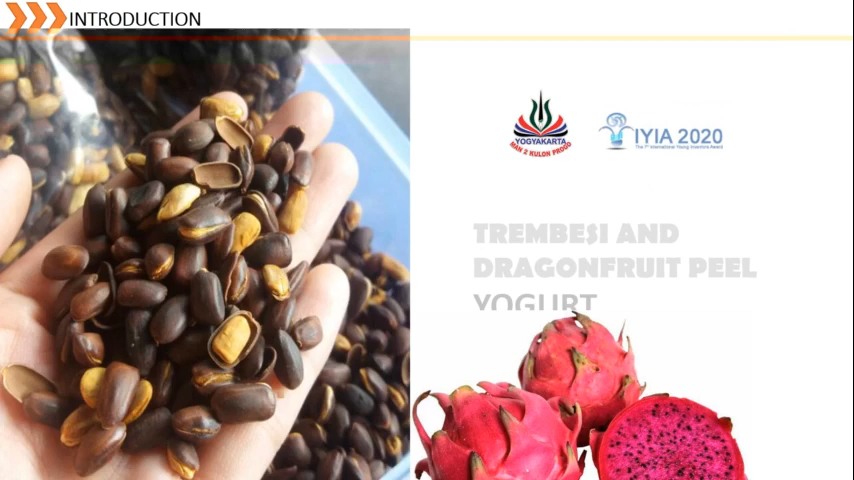 INTRODUCTION
YOGYAKARTA
MAN 2 KULON PROGO
IYIA 2020
The 7th International Young Inventors Award
TREMBESI AND
DRAGONFRUIT PEEL
YOGURT